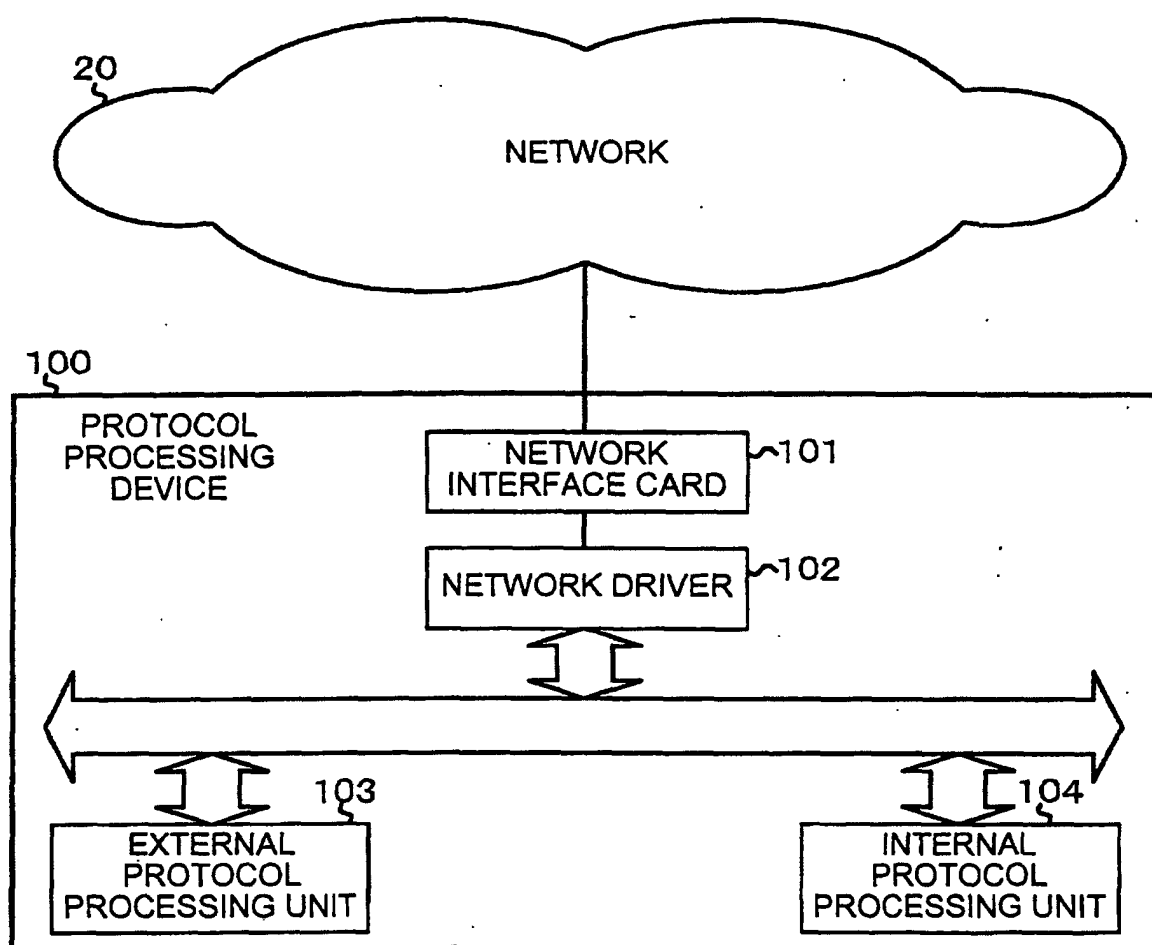 20
NETWORK
100
PROTOCOL
PROCESSING
DEVICE
NETWORK
INTERFACE CARD
101
NETWORK DRIVER
102
103
EXTERNAL
PROTOCOL
PROCESSING UNIT
104
INTERNAL
PROTOCOL
PROCESSING UNIT